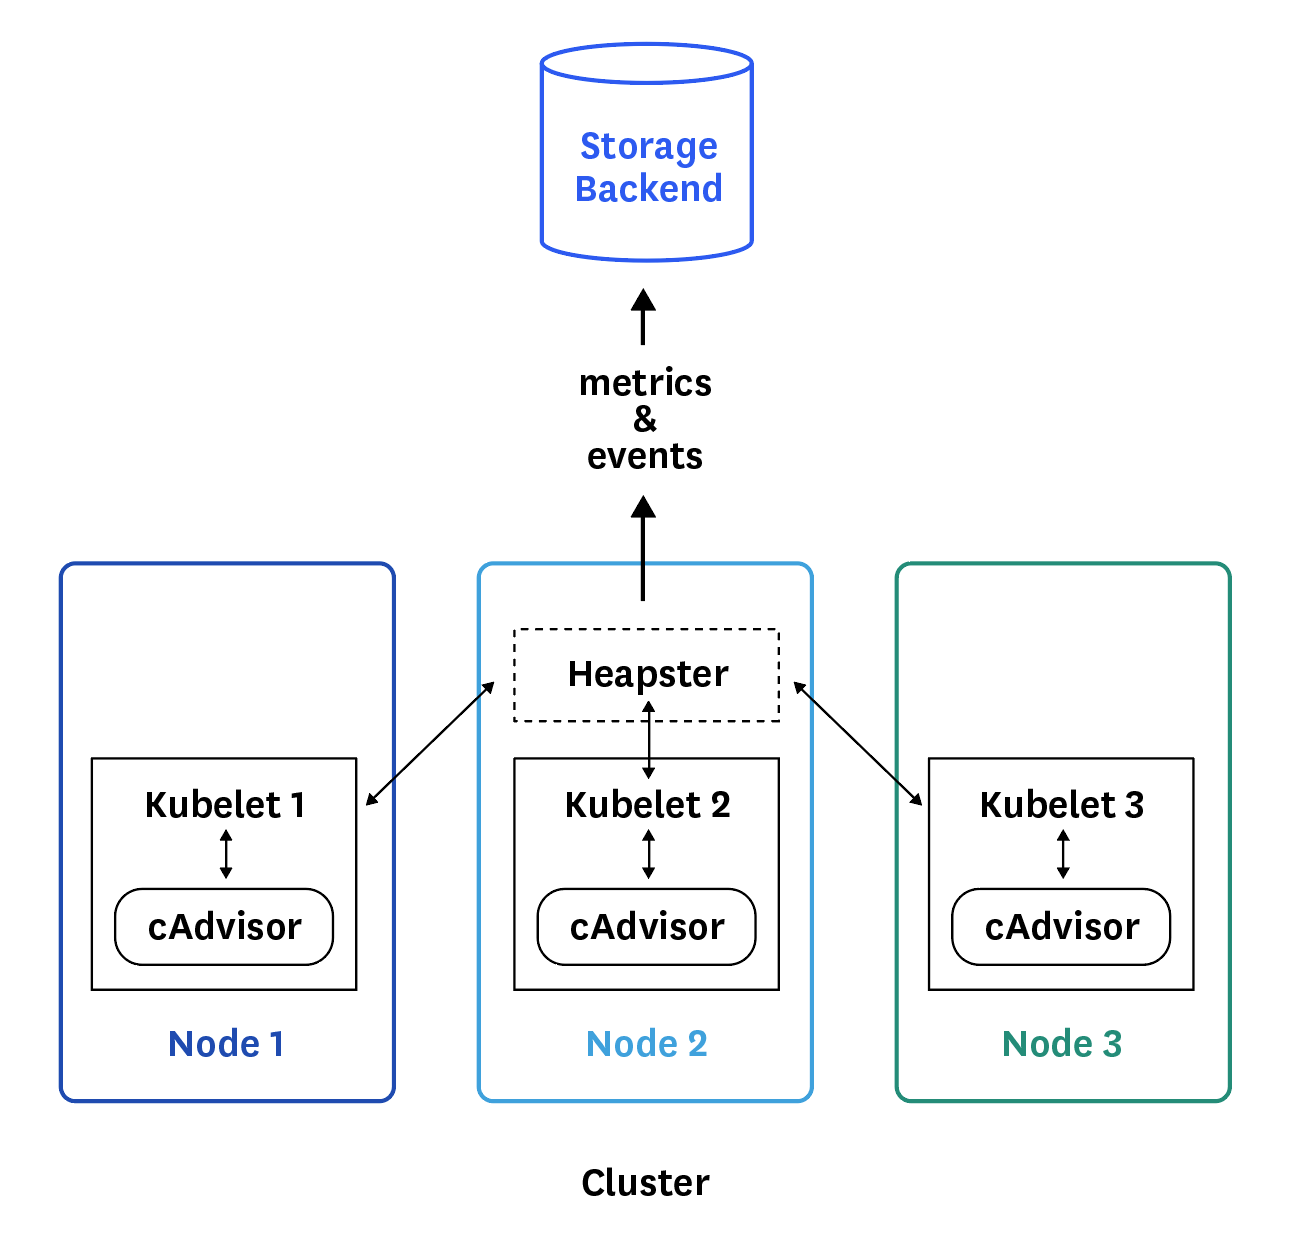 Storage
Backend
metrics
&
events
Heapster
Kubelet 1
Kubelet 2
Kubelet 3
cAdvisor
cAdvisor
cAdvisor
Node 1
Node 2
Node 3
Cluster